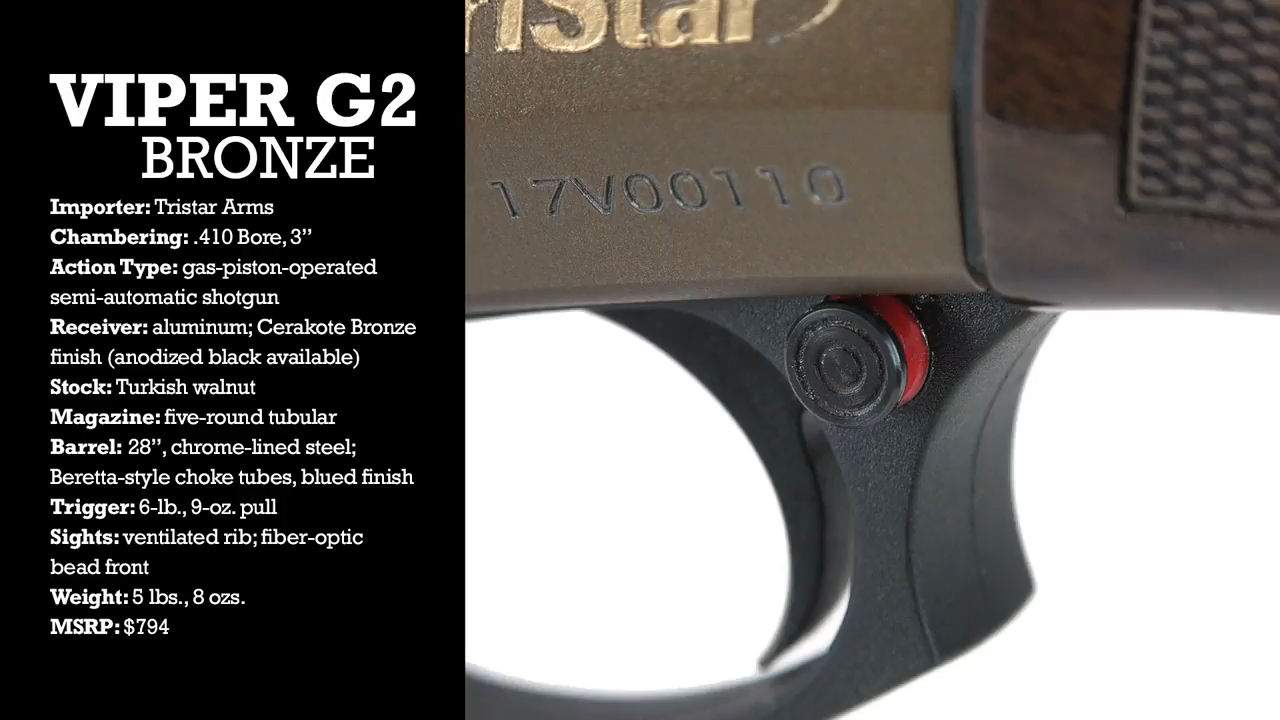 VIPER G2
BRONZE
Importer: Tristar Arms
Chambering: .410 Bore, 3”
Action Type: gas-piston-operated
semi-automatic shotgun
Receiver: aluminum; Cerakote Bronze
finish (anodized black available)
Stock: Turkish walnut
Magazine: five-round tubular
Barrel: 28”, chrome-lined steel;
Beretta-style choke tubes, blued finish
Trigger: 6-lb., 9-oz. pull
Sights: ventilated rib; fiber-optic
bead front
Weight: 5 lbs., 8 ozs.
MSRP: $794
riStar
17V00110